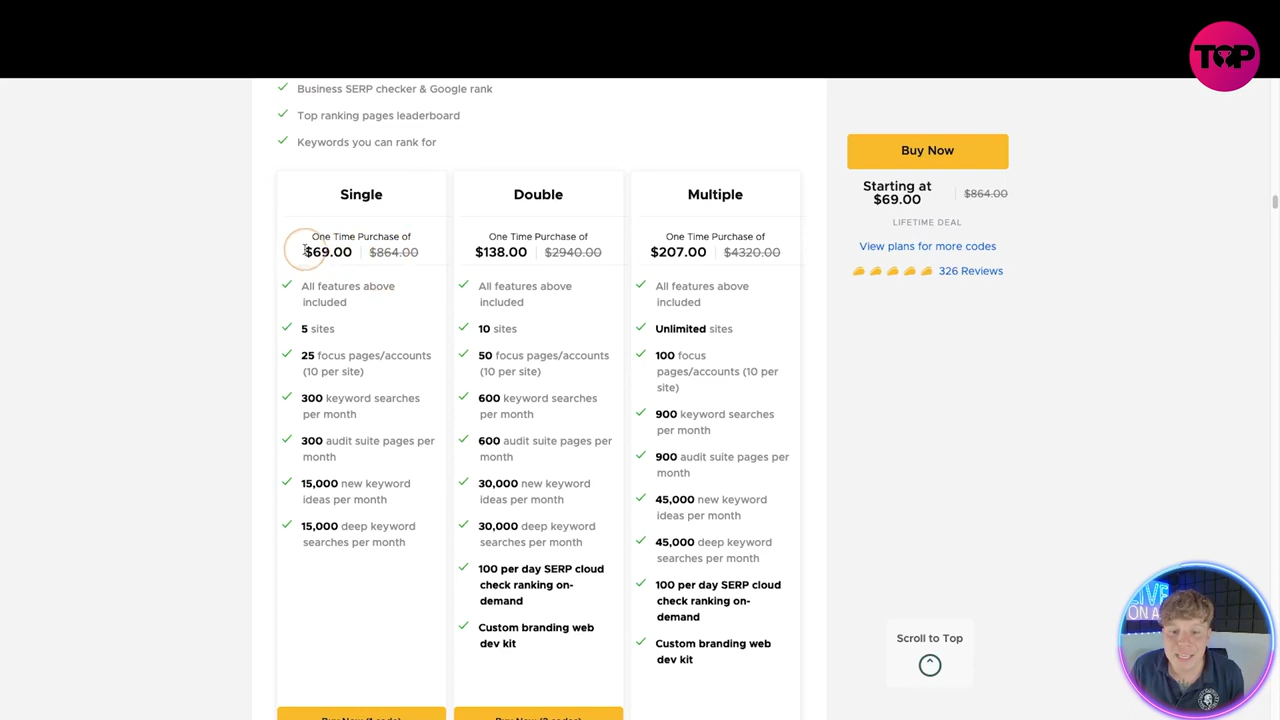 TOP
Business SERP checker & Google rank
Top ranking pages leaderboard
Keywords you can rank for
Single
One Time Purchase of
$69.00 | $864.00
All features above
included
5 sites
25 focus pages/accounts
(10 per site)
300 keyword searches
per month
300 audit suite pages per
month
15,000 new keyword
ideas per month
15,000 deep keyword
searches per month
Double
One Time Purchase of
$138.00 | $2940.00
All features above
included
10 sites
50 focus pages/accounts
(10 per site)
600 keyword searches
per month
600 audit suite pages per
month
30,000 new keyword
ideas per month
30,000 deep keyword
searches per month
100 per day SERP cloud
check ranking on-
demand
Custom branding web
dev kit
Multiple
One Time Purchase of
$207.00 | $4320.00
All features above
included
Unlimited sites
100 focus
pages/accounts (10 per
site)
900 keyword searches
per month
900 audit suite pages per
month
45,000 new keyword
ideas per month
45,000 deep keyword
searches per month
100 per day SERP cloud
check ranking on-
demand
Custom branding web
dev kit
Buy Now
Starting at
$69.00 | $864.00
LIFETIME DEAL
View plans for more codes
326 Reviews
Scroll to Top
LIVE
ON A